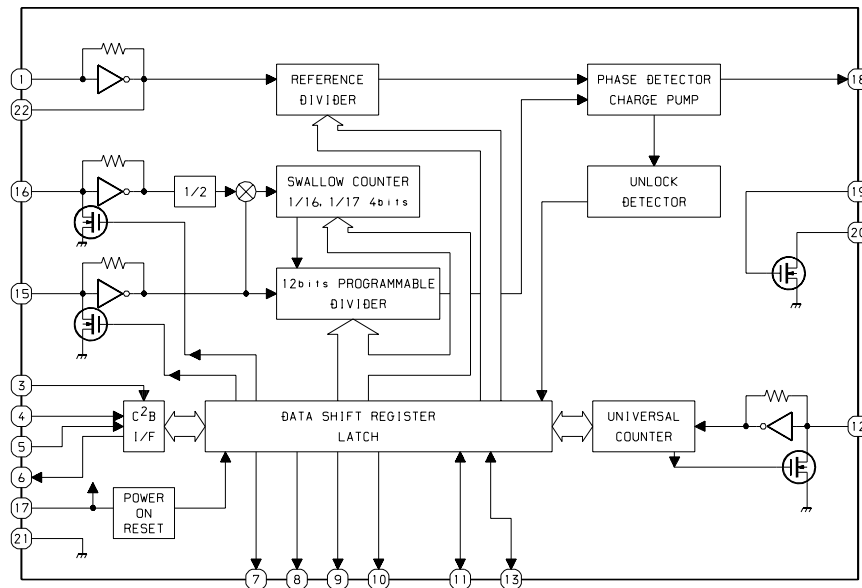 1
REFERENCE
DIVIDER
PHASE DETECTOR
CHARGE PUMP
18
22
16
1/2
SWALLOW COUNTER
1/16, 1/17 4bits
UNLOCK
DETECTOR
19
20
15
12bits PROGRAMMABLE
DIVIDER
3
4
5
6
C2B
I/F
DATA SHIFT REGISTER
LATCH
UNIVERSAL
COUNTER
12
17
POWER
ON
RESET
21
7
8
9
10
11
13